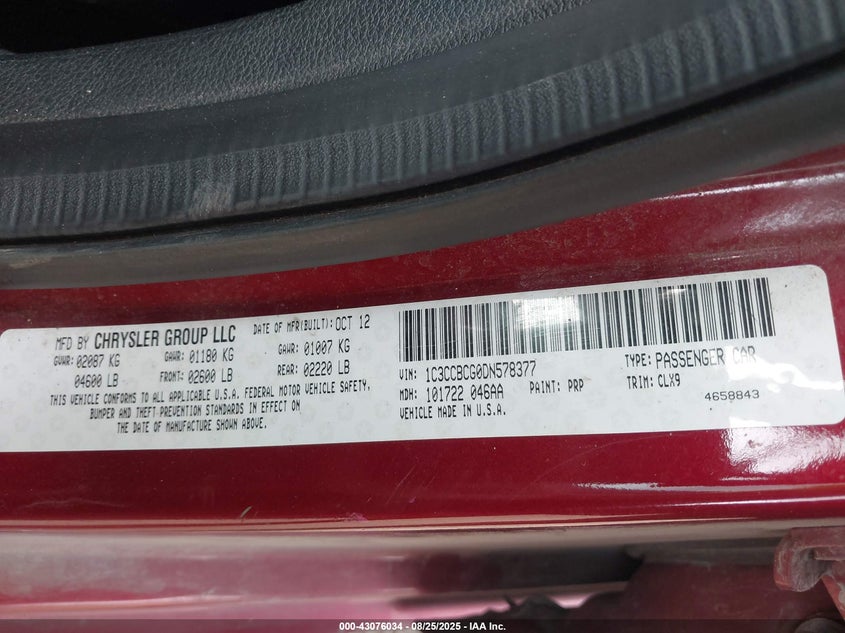 MFD BY CHRYSLER GROUP LLC DATE OF MFR(BUILT): OCT 12
GVWR: 02087 KG GAWR: 01180 KG GAWR: 01007 KG
04600 LB FRONT: 02600 LB REAR: 02220 LB
THIS VEHICLE CONFORMS TO ALL APPLICABLE U.S.A. FEDERAL MOTOR VEHICLE SAFETY,
BUMPER AND THEFT PREVENTION STANDARDS IN EFFECT ON
THE DATE OF MANUFACTURE SHOWN ABOVE.
VIN: 1C3CCBCG0DN578377 TYPE: PASSENGER CAR
MDH: 101722 046AA PAINT: PRP TRIM: CLX9
VEHICLE MADE IN U.S.A. 4658843
000-43076034 - 08/25/2025 - IAA Inc.